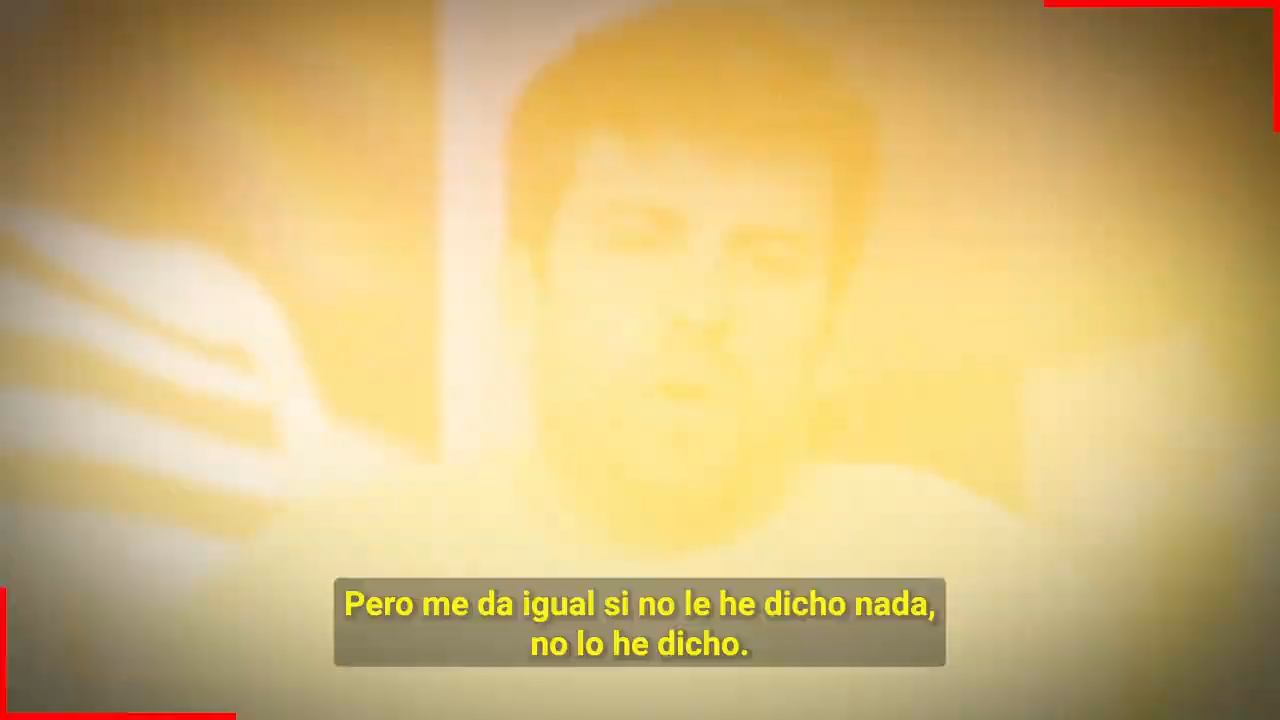 Pero me da igual si no le he dicho nada,
no lo he dicho.